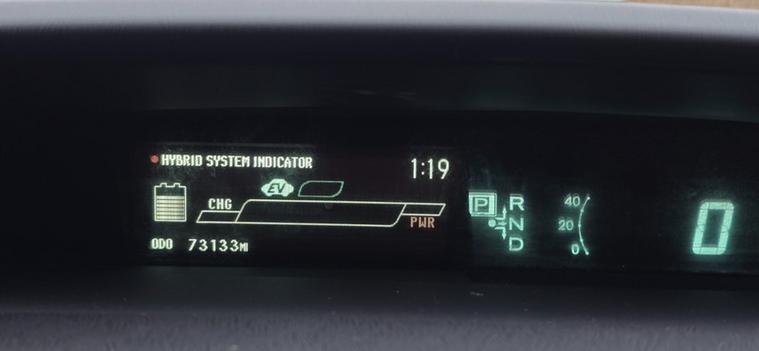 HYBRID SYSTEM INDICATOR 1:19
EV
CHG
PWR
ODO 73133MI
P R
N
D
40
20
0
0